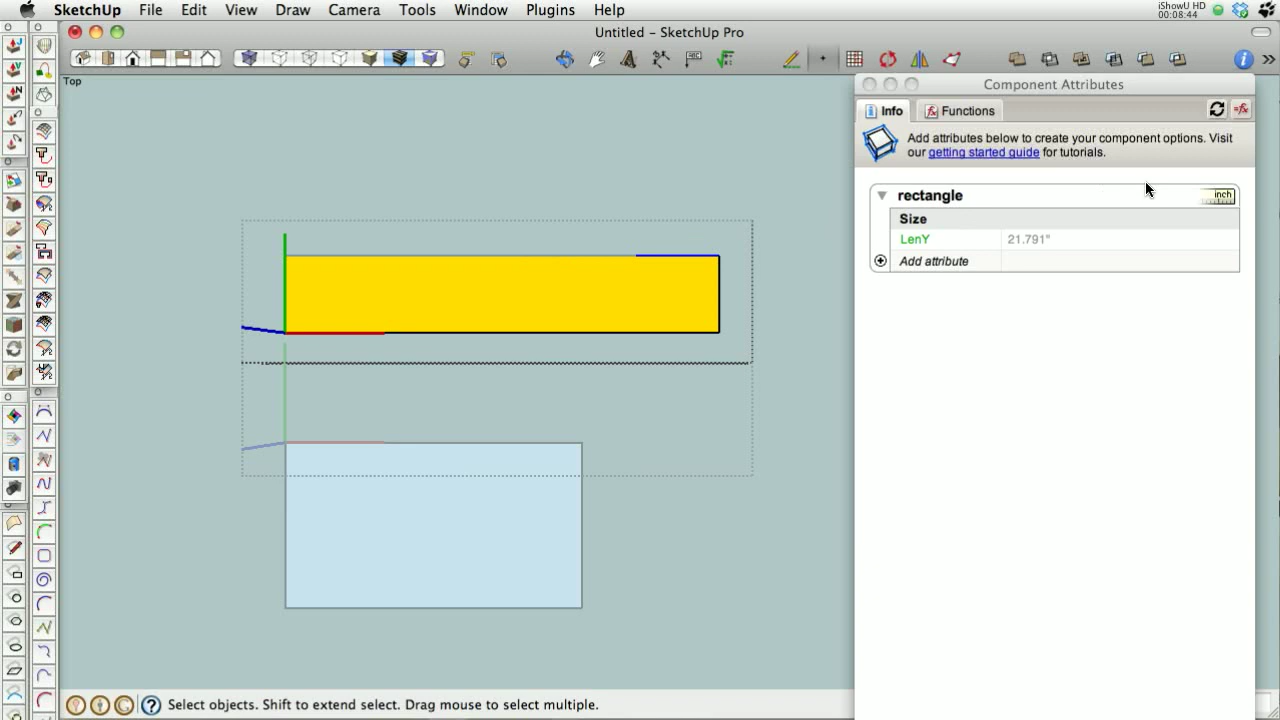 SketchUp File Edit View Draw Camera Tools Window Plugins Help
iShowU HD
00:08:44
Untitled – SketchUp Pro
Top
Component Attributes
Info Functions
Add attributes below to create your component options. Visit
our getting started guide for tutorials.
rectangle inch
Size
LenY 21.791"
Add attribute
Select objects. Shift to extend select. Drag mouse to select multiple.